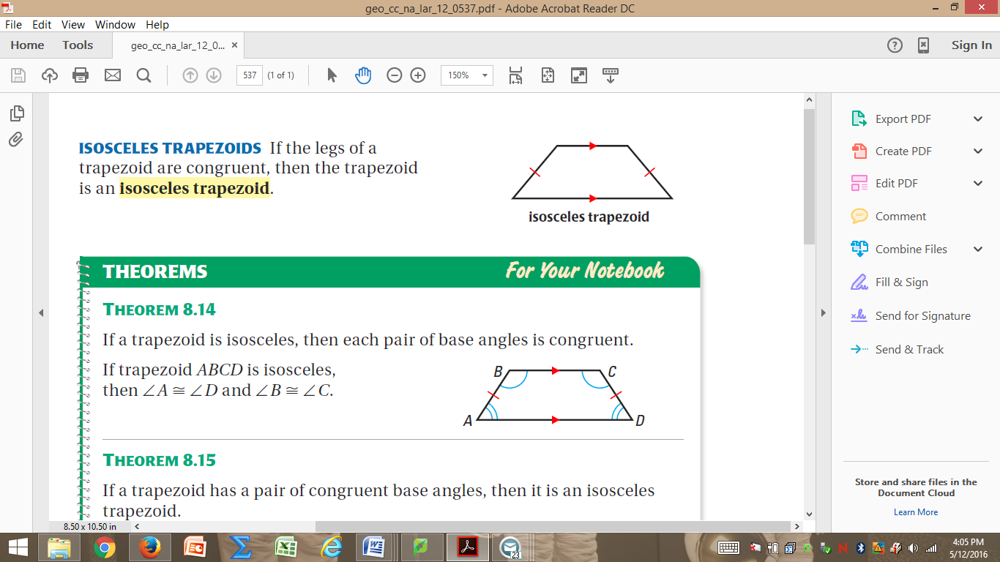 geo_cc_na_lar_12_0537.pdf - Adobe Acrobat Reader DC
File Edit View Window Help
Home Tools geo_cc_na_lar_12_0... × Sign In
537 (1 of 1) 150%
ISOSCELES TRAPEZOIDS If the legs of a
trapezoid are congruent, then the trapezoid
is an isosceles trapezoid.
isosceles trapezoid
THEOREMS For Your Notebook
THEOREM 8.14
If a trapezoid is isosceles, then each pair of base angles is congruent.
If trapezoid ABCD is isosceles,
then ∠A ≅ ∠D and ∠B ≅ ∠C.
B C
A D
THEOREM 8.15
If a trapezoid has a pair of congruent base angles, then it is an isosceles
trapezoid.
8.50 x 10.50 in
Export PDF
Create PDF
Edit PDF
Comment
Combine Files
Fill & Sign
Send for Signature
Send & Track
Store and share files in the
Document Cloud
Learn More
23
4:05 PM
5/12/2016